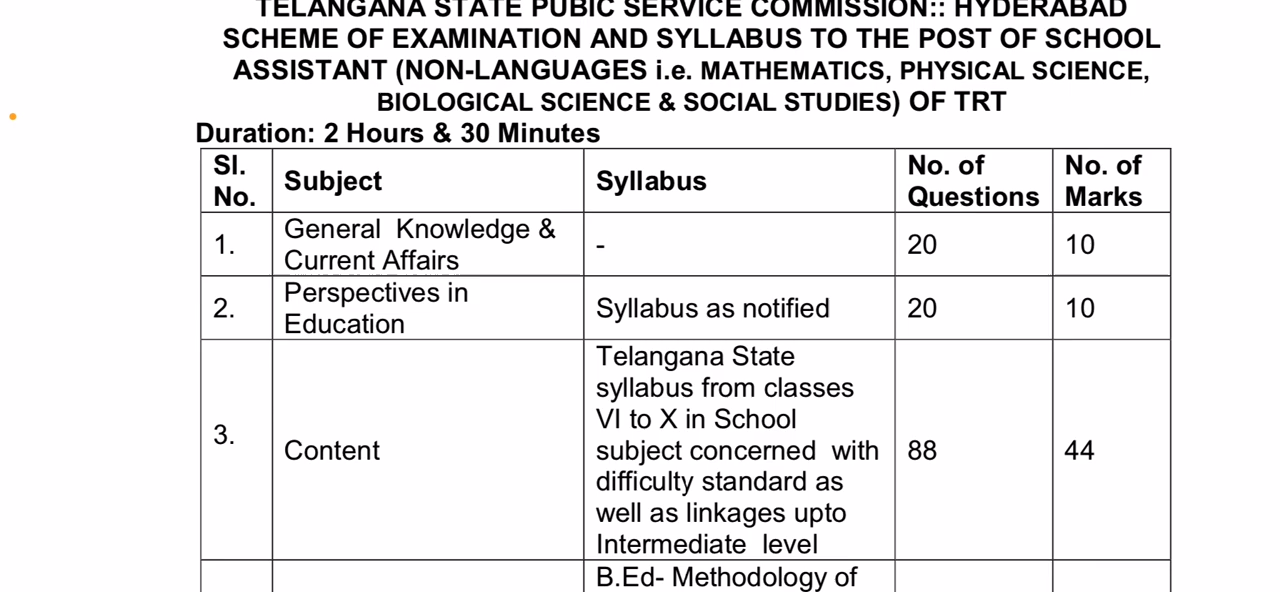 TELANGANA STATE PUBIC SERVICE COMMISSION:: HYDERABAD
SCHEME OF EXAMINATION AND SYLLABUS TO THE POST OF SCHOOL
ASSISTANT (NON-LANGUAGES i.e. MATHEMATICS, PHYSICAL SCIENCE,
BIOLOGICAL SCIENCE & SOCIAL STUDIES) OF TRT
Duration: 2 Hours & 30 Minutes
Sl. No.
Subject
Syllabus
No. of Questions
No. of Marks
1.
General Knowledge &
Current Affairs
-
20
10
2.
Perspectives in
Education
Syllabus as notified
20
10
3.
Content
Telangana State
syllabus from classes
VI to X in School
subject concerned with
difficulty standard as
well as linkages upto
Intermediate level
88
44
B.Ed- Methodology of